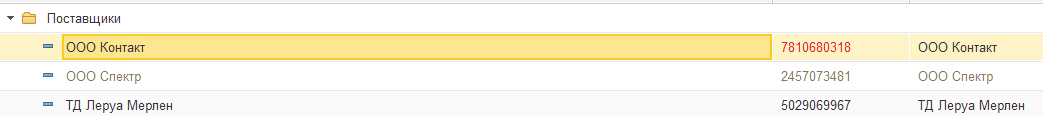 Поставщики
ООО Контакт 7810680318 ООО Контакт
ООО Спектр 2457073481 ООО Спектр
ТД Леруа Мерлен 5029069967 ТД Леруа Мерлен